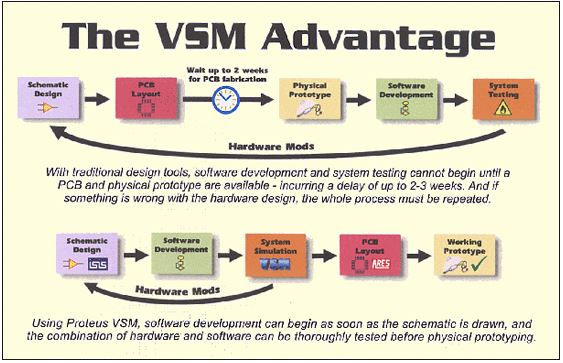 The VSM Advantage
Wait up to 2 weeks
for PCB fabrication
Schematic
Design
PCB
Layout
Physical
Prototype
Software
Development
System
Testing
Hardware Mods
With traditional design tools, software development and system testing cannot begin until a
PCB and physical prototype are available - incurring a delay of up to 2-3 weeks. And if
something is wrong with the hardware design, the whole process must be repeated.
Schematic
Design
ISIS
Software
Development
System
Simulation
VSM
PCB
Layout
ARES
Working
Prototype
Hardware Mods
Using Proteus VSM, software development can begin as soon as the schematic is drawn, and
the combination of hardware and software can be thoroughly tested before physical prototyping.